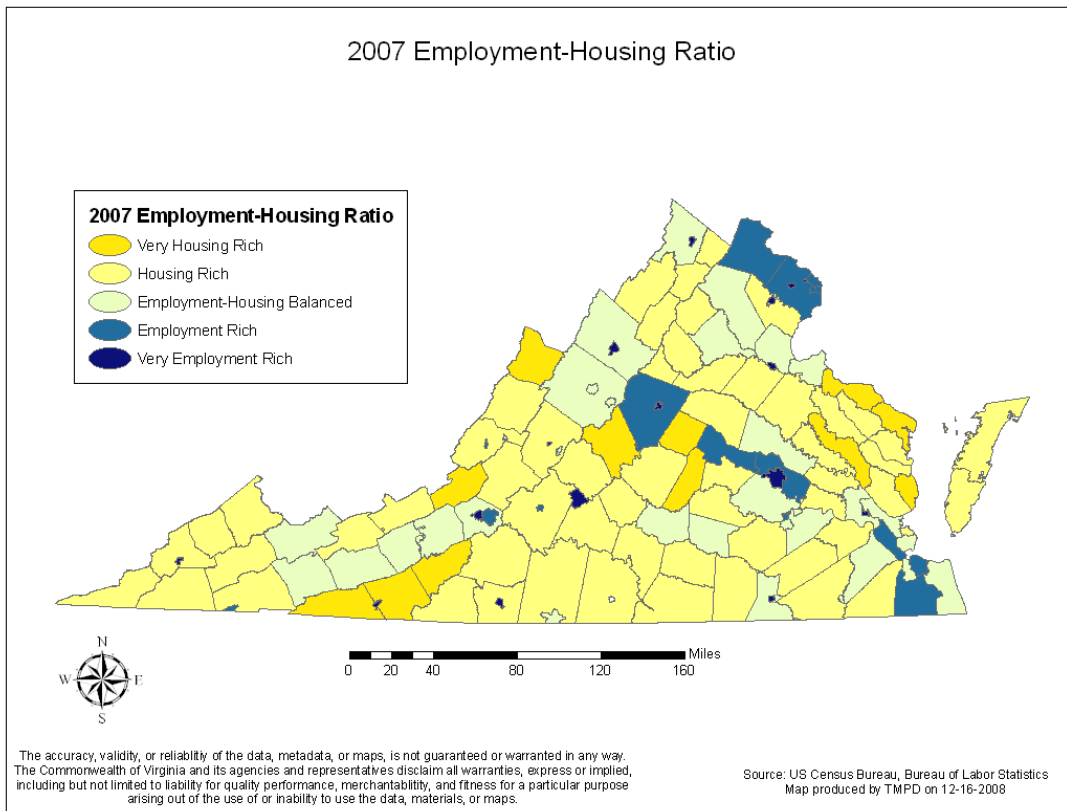 2007 Employment-Housing Ratio
2007 Employment-Housing Ratio
Very Housing Rich
Housing Rich
Employment-Housing Balanced
Employment Rich
Very Employment Rich
N
W E
S
Miles
0 20 40 80 120 160
The accuracy, validity, or reliablitiy of the data, metadata, or maps, is not guaranteed or warranted in any way.
The Commonwealth of Virginia and its agencies and representatives disclaim all warranties, express or implied,
including but not limited to liability for quality performance, merchantablitity, and fitness for a particular purpose
arising out of the use of or inability to use the data, materials, or maps.
Source: US Census Bureau, Bureau of Labor Statistics
Map produced by TMPD on 12-16-2008